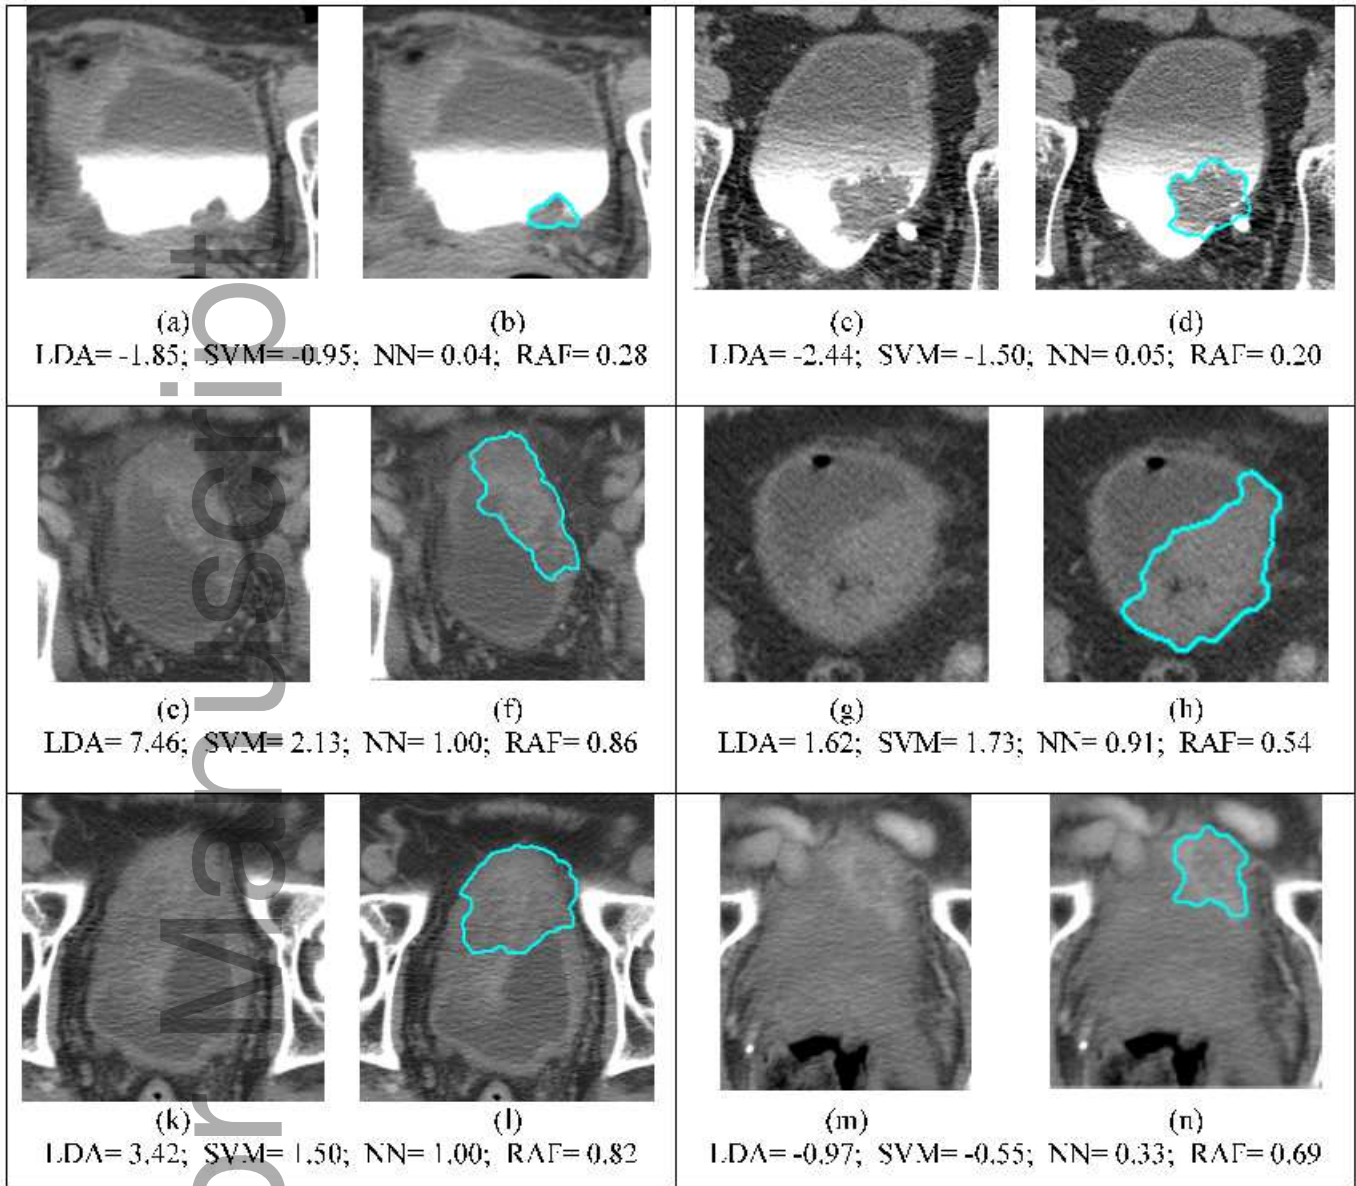 (a) (b) (c) (d)
LDA= -1.85; SVM= -0.95; NN= 0.04; RAF= 0.28
LDA= -2.44; SVM= -1.50; NN= 0.05; RAF= 0.20
(e) (f) (g) (h)
LDA= 7.46; SVM= 2.13; NN= 1.00; RAF= 0.86
LDA= 1.62; SVM= 1.73; NN= 0.91; RAF= 0.54
(k) (l) (m) (n)
LDA= 3.42; SVM= 1.50; NN= 1.00; RAF= 0.82
LDA= -0.97; SVM= -0.55; NN= 0.33; RAF= 0.69
r Manuscript